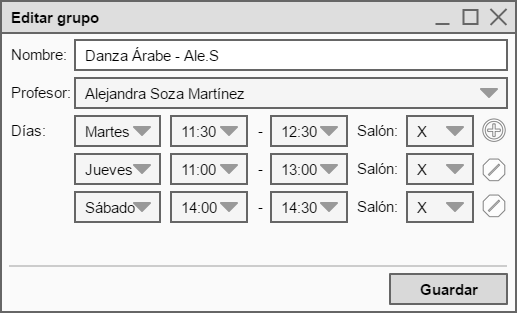 Editar grupo
Nombre: Danza Árabe - Ale.S
Profesor: Alejandra Soza Martínez
Días: Martes 11:30 - 12:30 Salón: X
Jueves 11:00 - 13:00 Salón: X
Sábado 14:00 - 14:30 Salón: X
Guardar